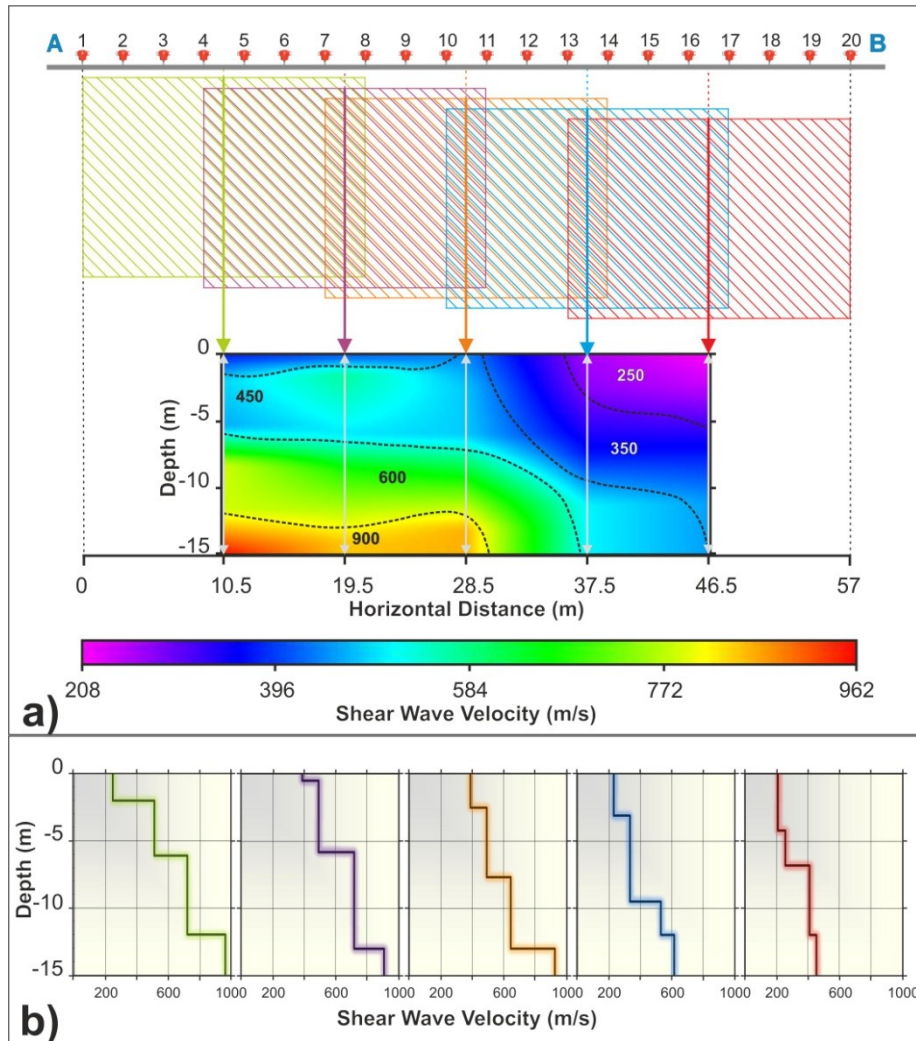 A 1 2 3 4 5 6 7 8 9 10 11 12 13 14 15 16 17 18 19 20 B
0
-5
-10
-15
Depth (m)
450
600
900
250
350
0 10.5 19.5 28.5 37.5 46.5 57
Horizontal Distance (m)
208 396 584 772 962
Shear Wave Velocity (m/s)
a)
0
-5
-10
-15
Depth (m)
200 600 1000 200 600 1000 200 600 1000 200 600 1000 200 600 1000
Shear Wave Velocity (m/s)
b)